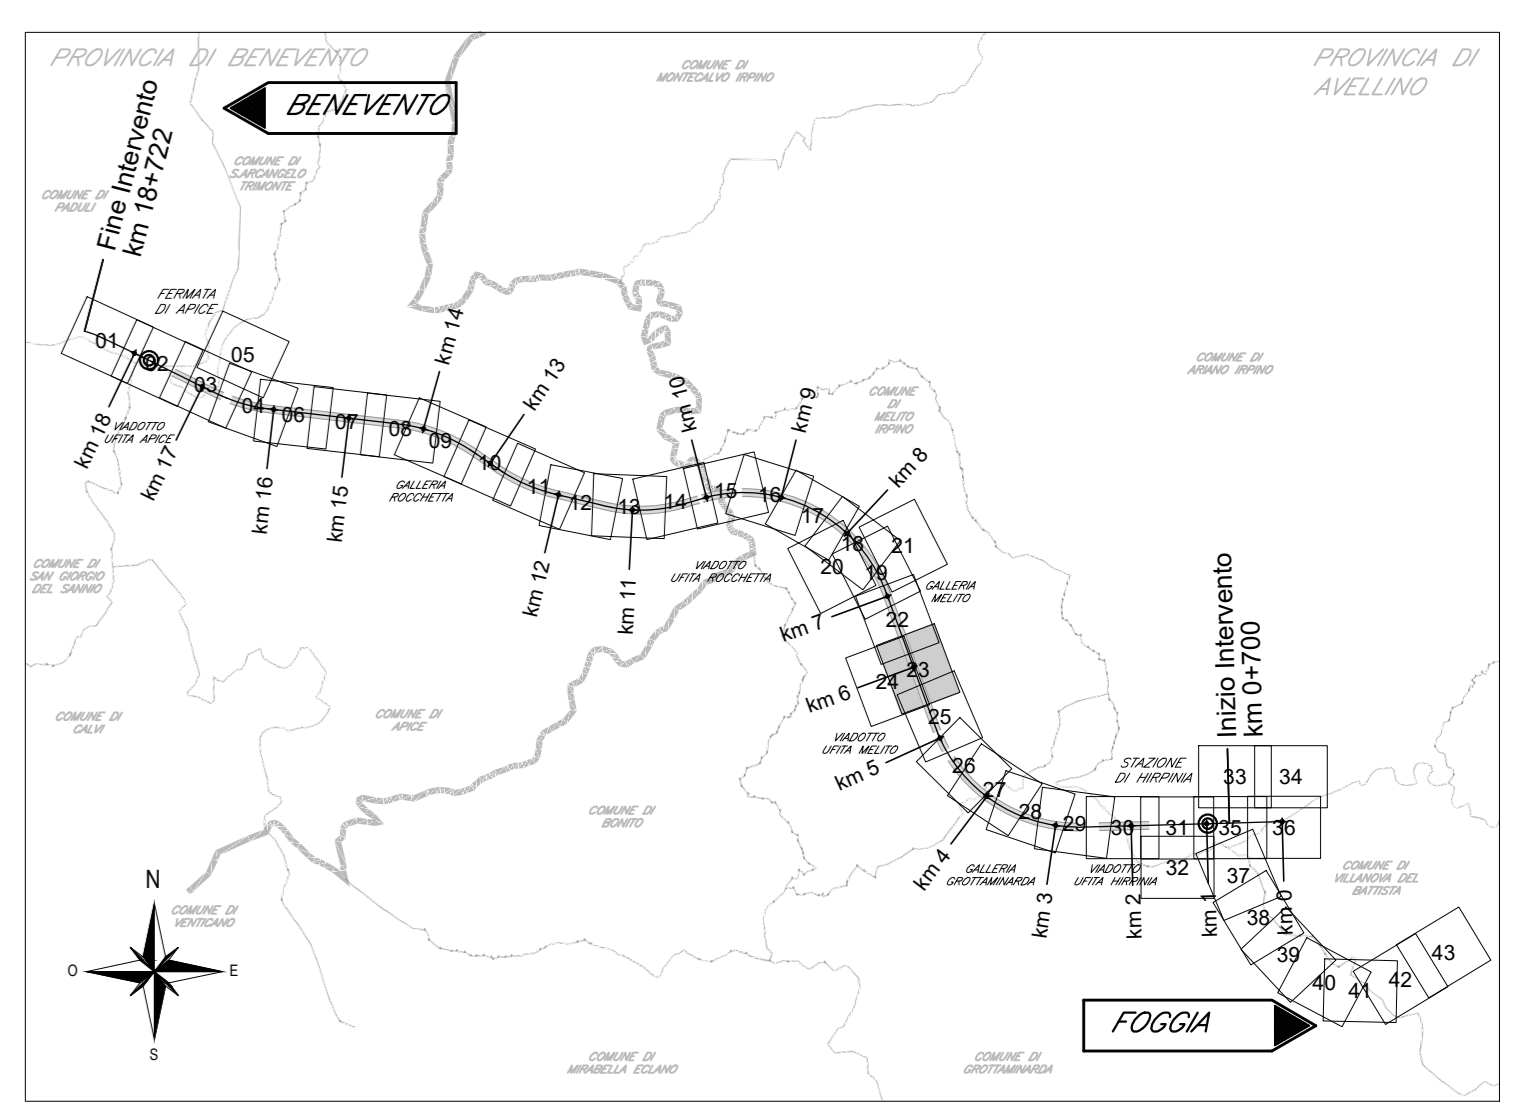 PROVINCIA DI BENEVENTO
PROVINCIA DI
AVELLINO
COMUNE DI
MONTECALVO IRPINO
BENEVENTO
Fine Intervento
km 18+722
COMUNE DI
S.ARCANGELO
TRIMONTE
COMUNE DI
PADULI
FERMATA
DI APICE
01
02
03
04
05
06
07
08
09
10
11
12
13
14
15
16
17
18
19
20
21
22
23
24
25
26
27
28
29
30
31
32
33
34
35
36
37
38
39
40
41
42
43
km 18
km 17
km 16
km 15
km 14
km 13
km 12
km 11
km 10
km 9
km 8
km 7
km 6
km 5
km 4
km 3
km 2
km 1
km 0
VIADOTTO
UFITA APICE
GALLERIA
ROCCHETTA
COMUNE DI
ARIANO IRPINO
COMUNE
DI
MELITO
IRPINO
VIADOTTO
UFITA ROCCHETTA
GALLERIA
MELITO
COMUNE DI
SAN GIORGIO
DEL SANNIO
Inizio Intervento
km 0+700
COMUNE DI
CALVI
COMUNE DI
APICE
VIADOTTO
UFITA MELITO
STAZIONE
DI HIRPINIA
COMUNE DI
BONITO
GALLERIA
GROTTAMINARDA
VIADOTTO
UFITA HIRPINIA
COMUNE DI
VILLANOVA DEL
BATTISTA
COMUNE DI
VENTICANO
N
O
E
S
FOGGIA
COMUNE DI
MIRABELLA ECLANO
COMUNE DI
GROTTAMINARDA